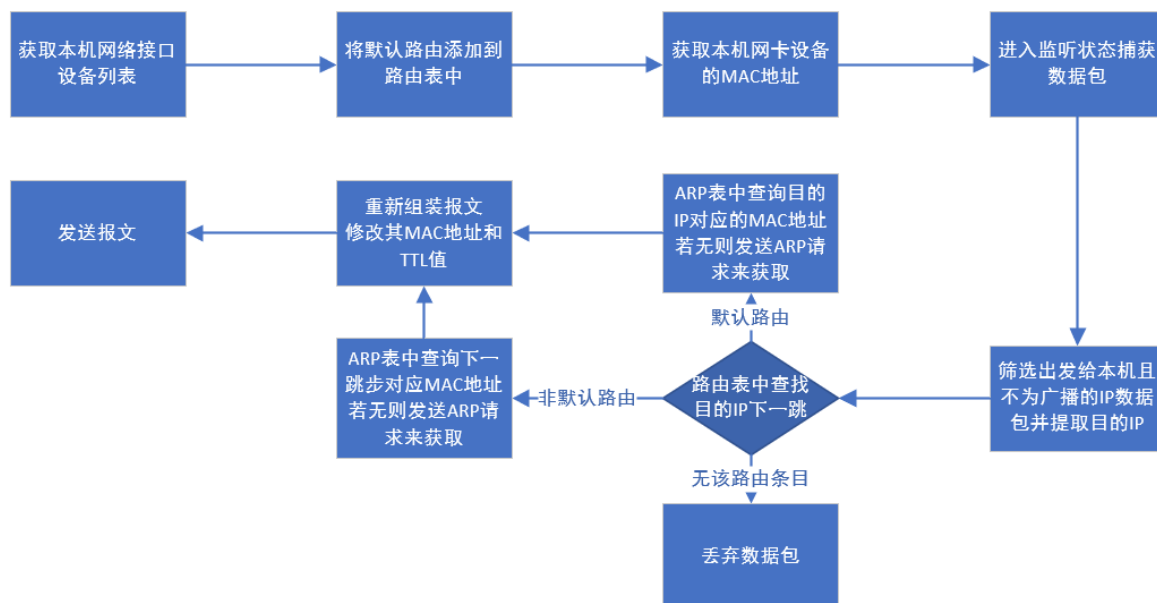 获取本机网络接口
设备列表
将默认路由添加到
路由表中
获取本机网卡设备
的MAC地址
进入监听状态捕获
数据包
发送报文
重新组装报文
修改其MAC地址和
TTL值
ARP表中查询目的
IP对应的MAC地址
若无则发送ARP请
求来获取
默认路由
ARP表中查询下一
跳步对应MAC地址
若无则发送ARP请
求来获取
非默认路由
路由表中查找
目的IP下一跳
筛选出发给本机且
不为广播的IP数据
包并提取目的IP
无该路由条目
丢弃数据包